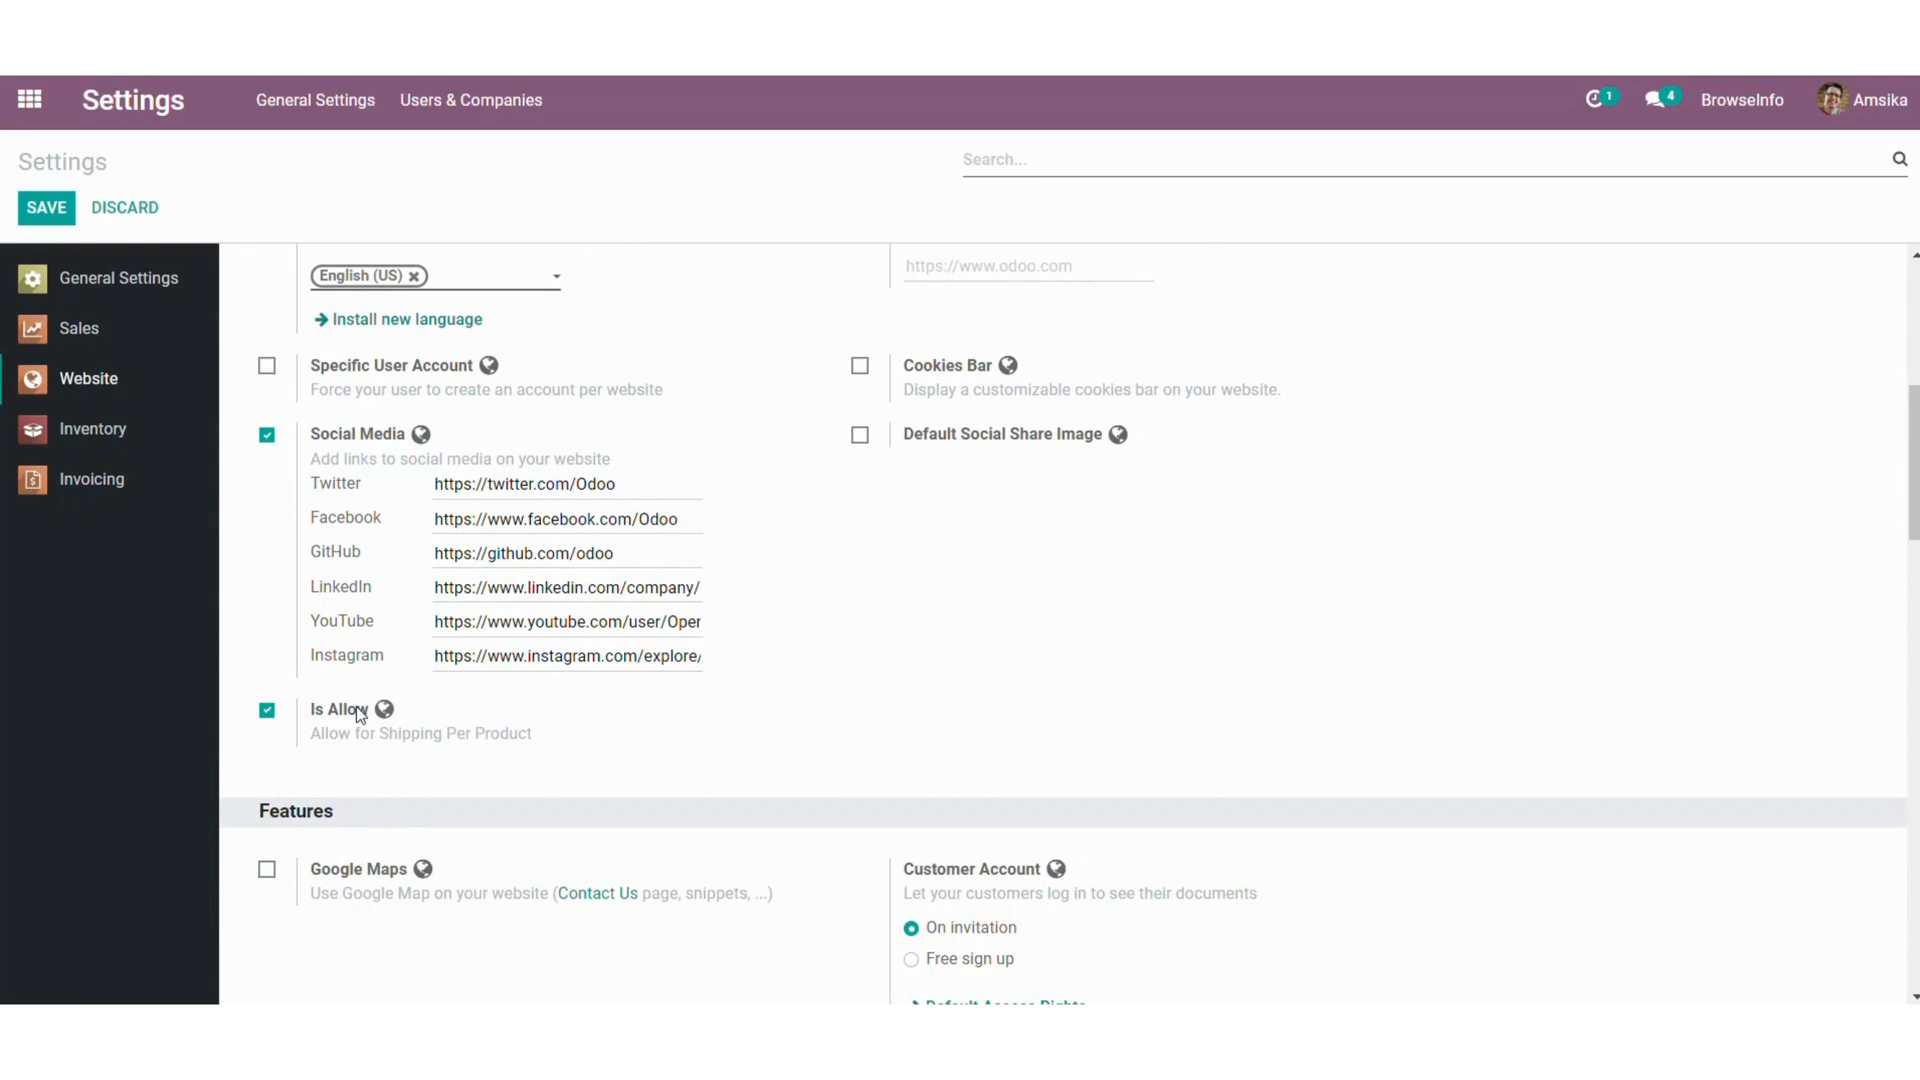 Settings
General Settings
Users & Companies
1
4
BrowseInfo
Amsika
Settings
Search...
SAVE
DISCARD
General Settings
Sales
Website
Inventory
Invoicing
English (US)
https://www.odoo.com
Install new language
Specific User Account
Force your user to create an account per website
Cookies Bar
Display a customizable cookies bar on your website.
Social Media
Add links to social media on your website
Default Social Share Image
Twitter https://twitter.com/Odoo
Facebook https://www.facebook.com/Odoo
GitHub https://github.com/odoo
LinkedIn https://www.linkedin.com/company/
YouTube https://www.youtube.com/user/Oper
Instagram https://www.instagram.com/explore/
Is Allow
Allow for Shipping Per Product
Features
Google Maps
Use Google Map on your website (Contact Us page, snippets, ...)
Customer Account
Let your customers log in to see their documents
On invitation
Free sign up
Default Access Rights